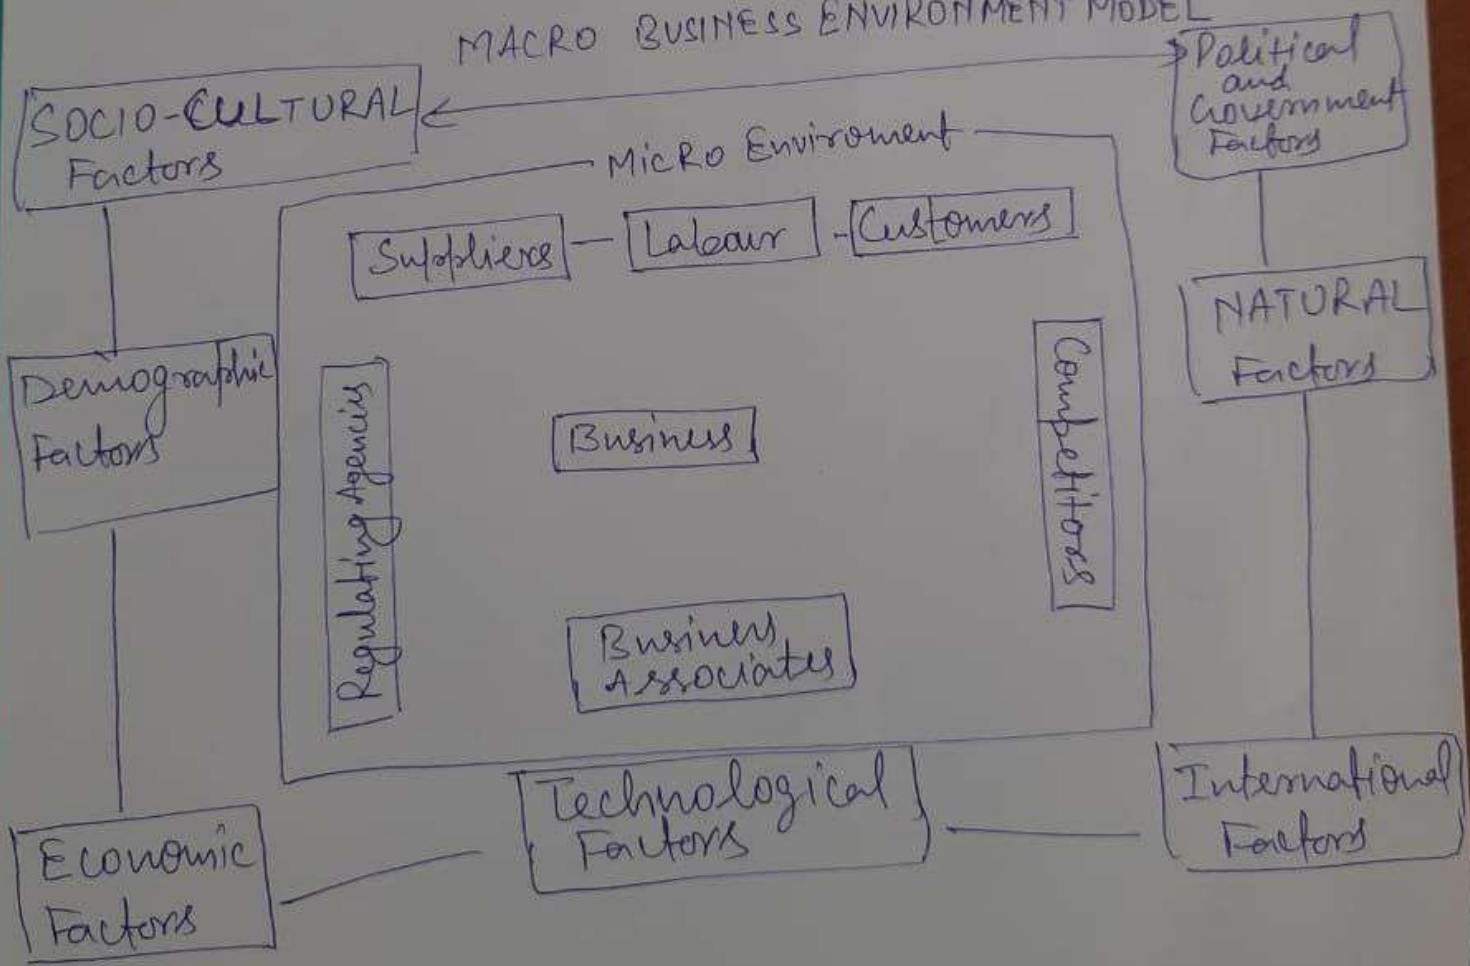 MACRO BUSINESS ENVIRONMENT MODEL
SOCIO-CULTURAL
Factors
Political
and
Government
Factors
MICRO Enviroment
Suppliers
Labour
Customers
Demographic
Factors
Regulating Agencies
Business
Competitors
NATURAL
Factors
Business
Associates
Economic
Factors
Technological
Factors
International
Factors